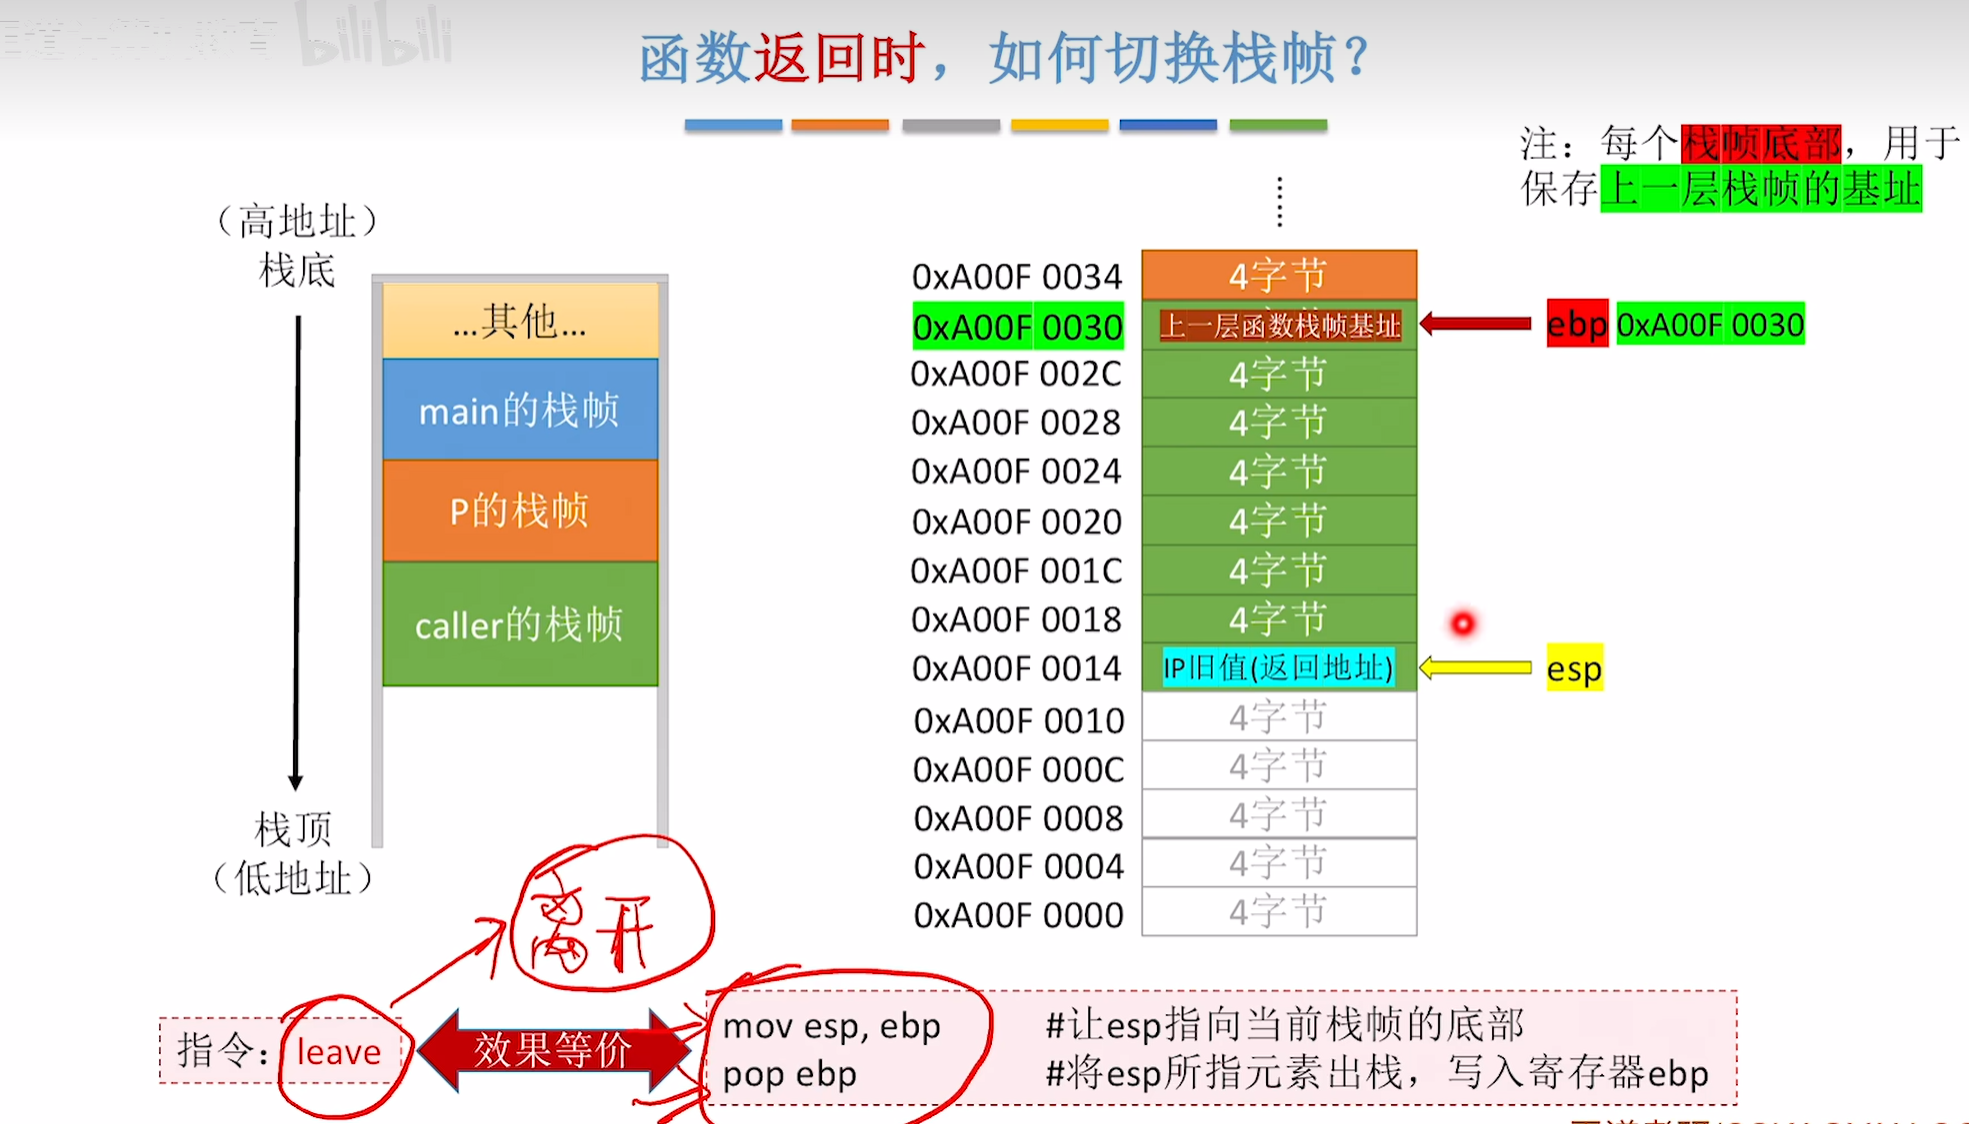 bilibili
函数返回时，如何切换栈帧？
注：每个栈帧底部，用于
保存上一层栈帧的基址
（高地址）
栈底
...其他...
main的栈帧
P的栈帧
caller的栈帧
栈顶
（低地址）
0xA00F 0034 4字节
0xA00F 0030 上一层函数栈帧基址 ebp 0xA00F 0030
0xA00F 002C 4字节
0xA00F 0028 4字节
0xA00F 0024 4字节
0xA00F 0020 4字节
0xA00F 001C 4字节
0xA00F 0018 4字节
0xA00F 0014 IP旧值(返回地址) esp
0xA00F 0010 4字节
0xA00F 000C 4字节
0xA00F 0008 4字节
0xA00F 0004 4字节
0xA00F 0000 4字节
离开
指令：leave
效果等价
mov esp, ebp #让esp指向当前栈帧的底部
pop ebp #将esp所指元素出栈，写入寄存器ebp